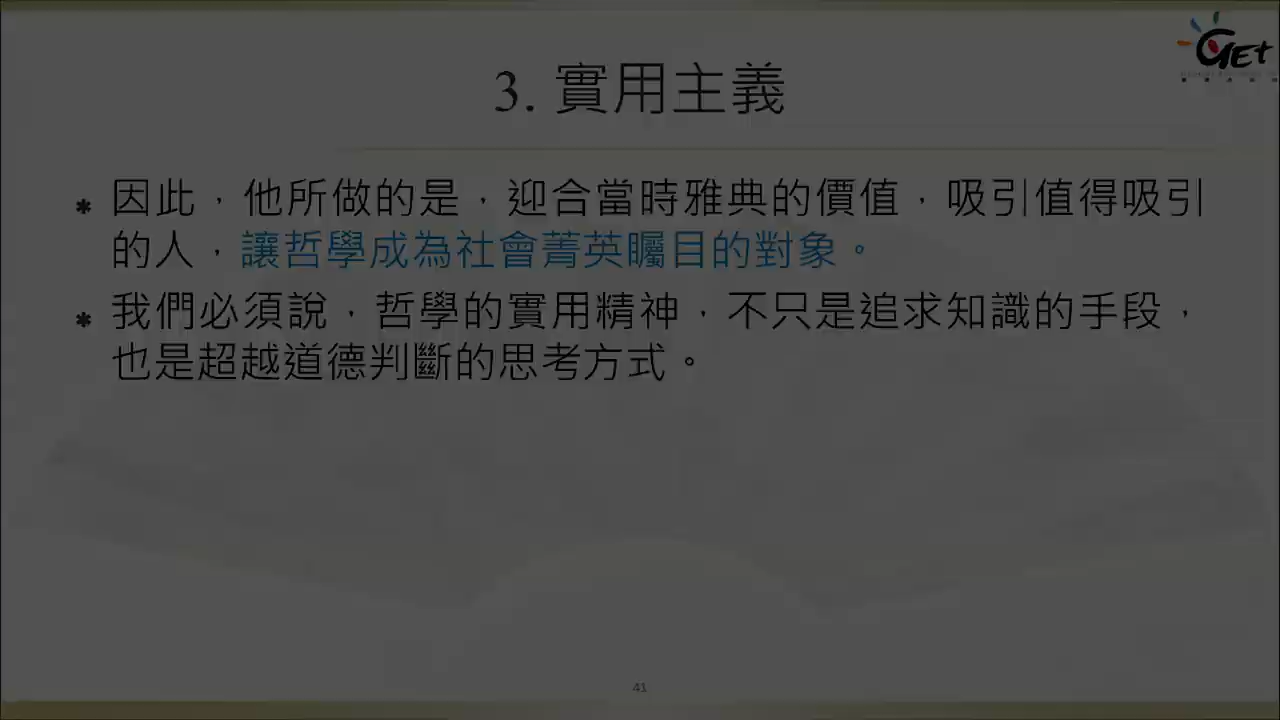 GET
3. 實用主義
因此，他所做的是，迎合當時雅典的價值，吸引值得吸引
的人，讓哲學成為社會菁英矚目的對象。
我們必須說，哲學的實用精神，不只是追求知識的手段，
也是超越道德判斷的思考方式。
41